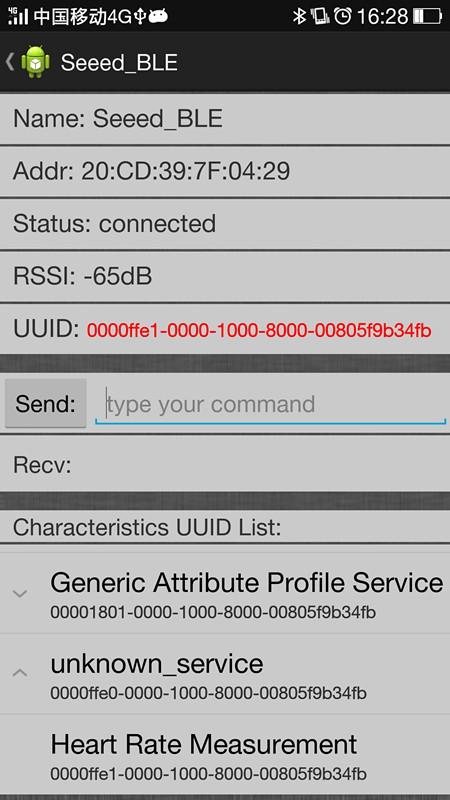 4G 中国移动4G 16:28
Seeed_BLE
Name: Seeed_BLE
Addr: 20:CD:39:7F:04:29
Status: connected
RSSI: -65dB
UUID: 0000ffe1-0000-1000-8000-00805f9b34fb
Send: type your command
Recv:
Characteristics UUID List:
Generic Attribute Profile Service
00001801-0000-1000-8000-00805f9b34fb
unknown_service
0000ffe0-0000-1000-8000-00805f9b34fb
Heart Rate Measurement
0000ffe1-0000-1000-8000-00805f9b34fb